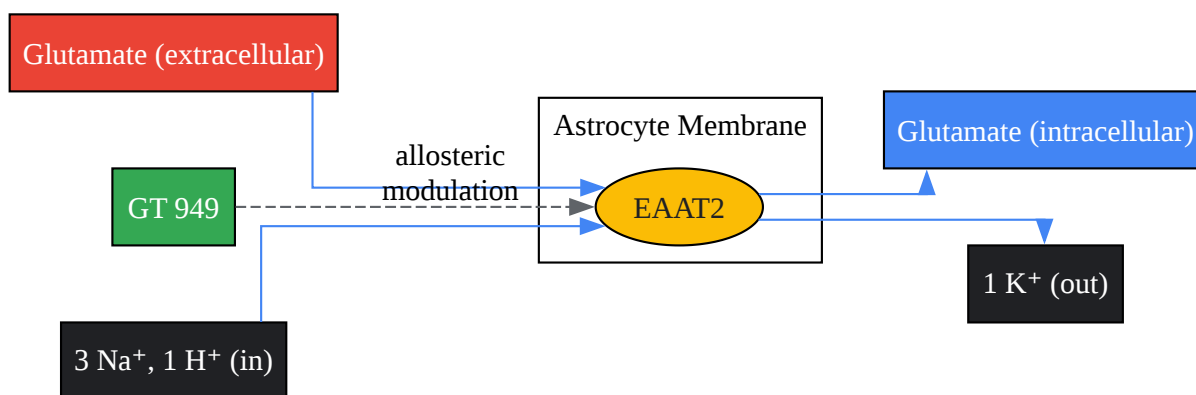 Glutamate (extracellular)
Astrocyte Membrane
Glutamate (intracellular)
allosteric
modulation
GT 949
EAAT2
1 K⁺ (out)
3 Na⁺, 1 H⁺ (in)